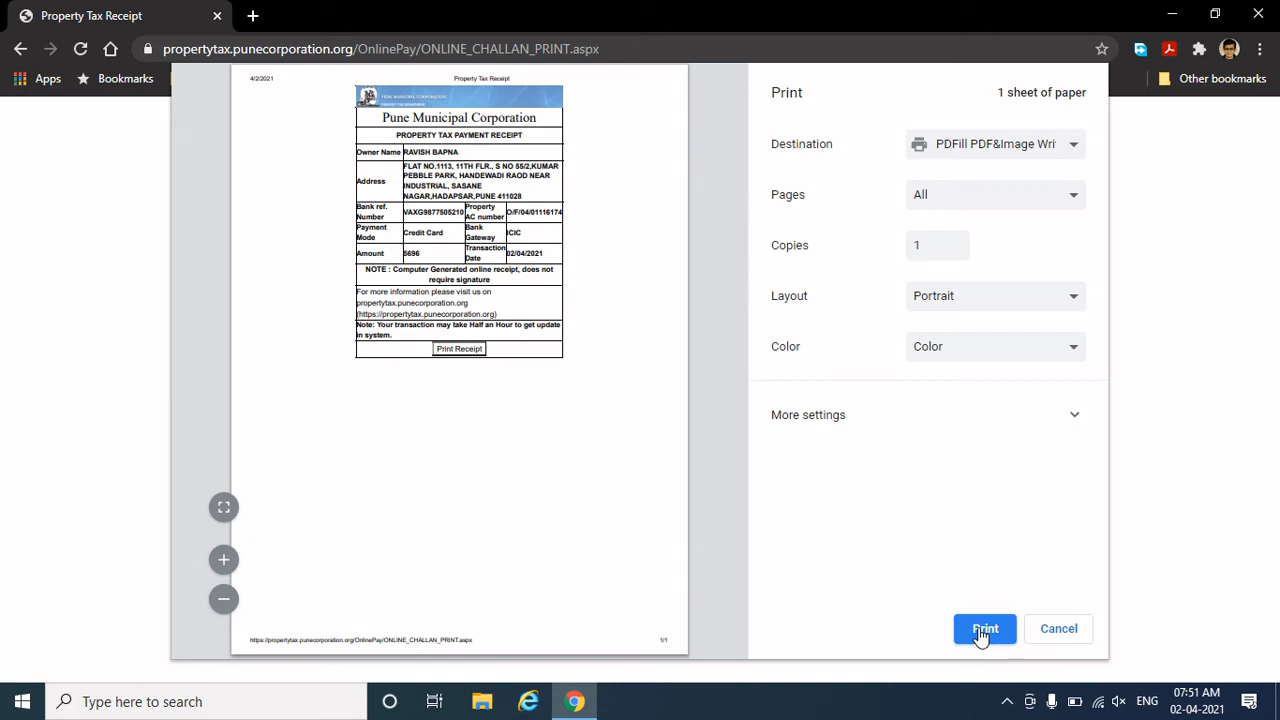 Property Tax Receipt
propertytax.punecorporation.org/OnlinePay/ONLINE_CHALLAN_PRINT.aspx
Apps Bookmarks Other bookmarks
4/2/2021 Property Tax Receipt
PUNE MUNICIPAL CORPORATION
PROPERTY TAX DEPARTMENT
Pune Municipal Corporation
PROPERTY TAX PAYMENT RECEIPT
Owner Name RAVISH BAPNA
Address FLAT NO.1113, 11TH FLR., S NO 55/2,KUMAR
PEBBLE PARK, HANDEWADI RAOD NEAR
INDUSTRIAL, SASANE
NAGAR,HADAPSAR,PUNE 411028
Bank ref. Number VAXG9877505210 Property AC number O/F/04/01116174
Payment Mode Credit Card Bank Gateway ICIC
Amount 5696 Transaction Date 02/04/2021
NOTE : Computer Generated online receipt, does not
require signature
For more information please visit us on
propertytax.punecorporation.org
(https://propertytax.punecorporation.org)
Note: Your transaction may take Half an Hour to get update
in system.
Print Receipt
https://propertytax.punecorporation.org/OnlinePay/ONLINE_CHALLAN_PRINT.aspx 1/1
Print 1 sheet of paper
Destination PDFill PDF&Image Wri
Pages All
Copies 1
Layout Portrait
Color Color
More settings
Print Cancel
Type here to search
ENG 07:51 AM
02-04-2021